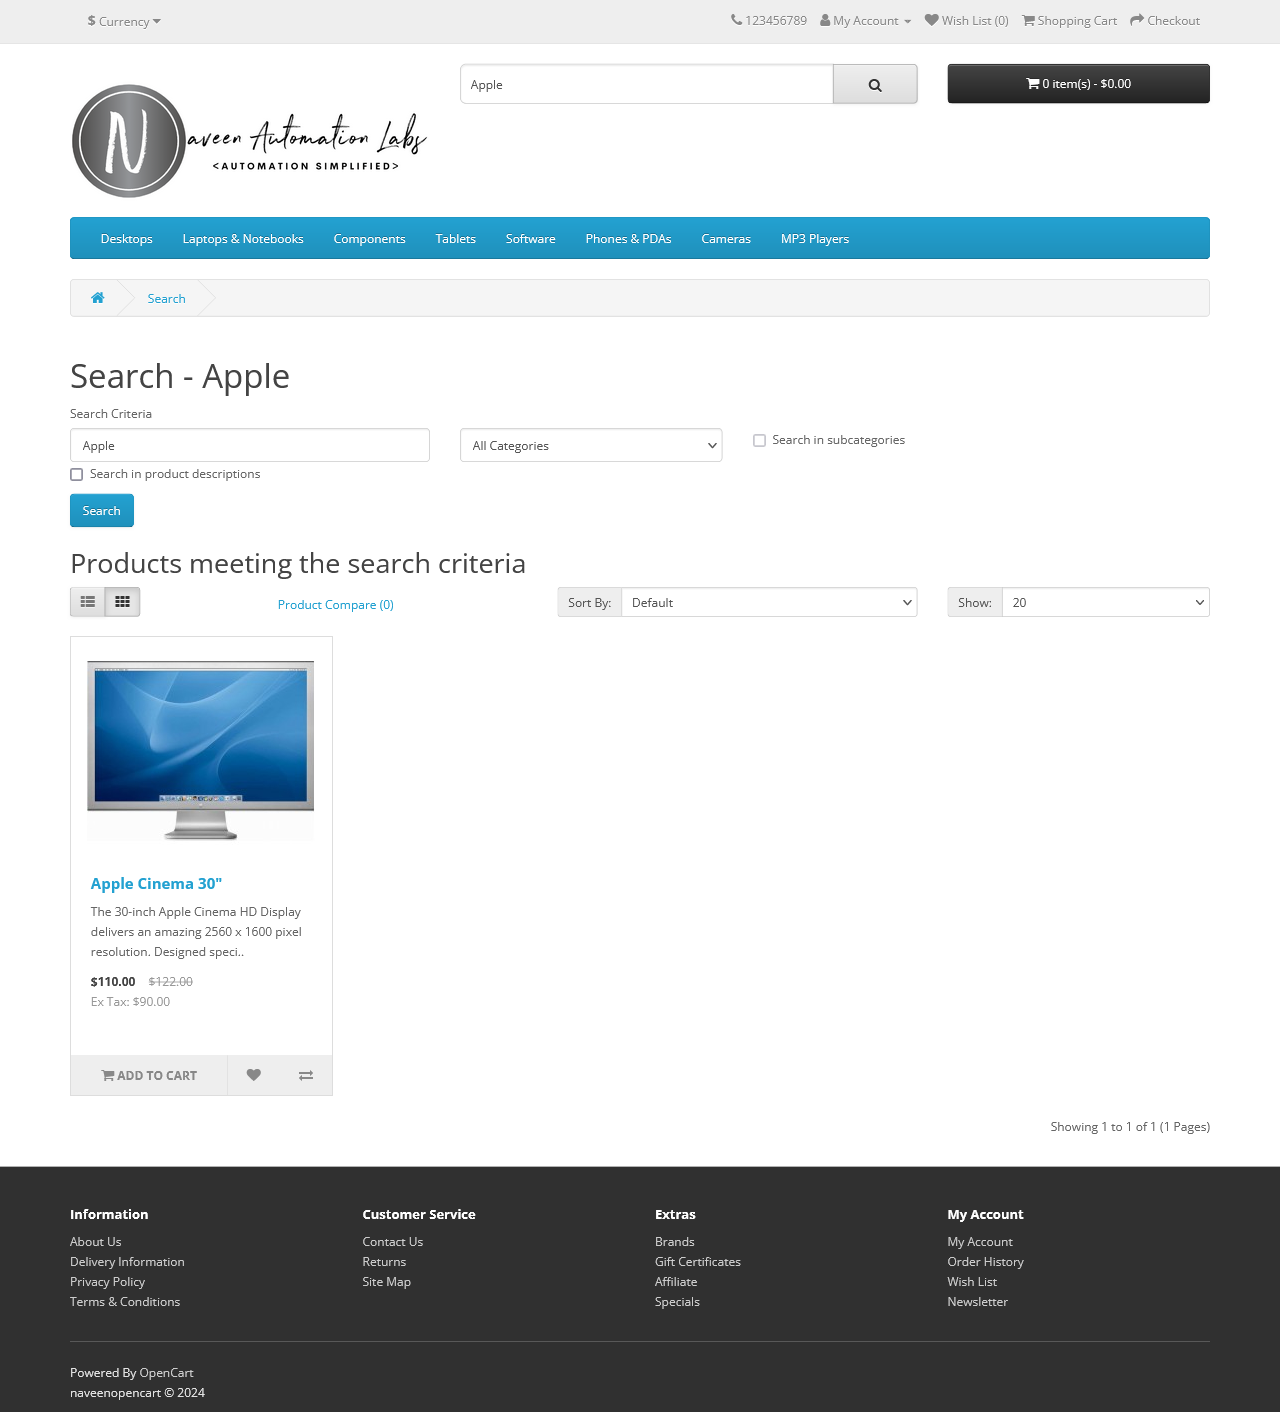 $ Currency
123456789 My Account Wish List (0) Shopping Cart Checkout
Apple
0 item(s) - $0.00
N
aveen Automation Labs
<AUTOMATION SIMPLIFIED>
Desktops Laptops & Notebooks Components Tablets Software Phones & PDAs Cameras MP3 Players
Search
Search - Apple
Search Criteria
Apple
All Categories
Search in subcategories
Search in product descriptions
Search
Products meeting the search criteria
Product Compare (0)
Sort By: Default
Show: 20
Apple Cinema 30"
The 30-inch Apple Cinema HD Display
delivers an amazing 2560 x 1600 pixel
resolution. Designed speci..
$110.00 $122.00
Ex Tax: $90.00
ADD TO CART
Showing 1 to 1 of 1 (1 Pages)
Information
About Us
Delivery Information
Privacy Policy
Terms & Conditions
Customer Service
Contact Us
Returns
Site Map
Extras
Brands
Gift Certificates
Affiliate
Specials
My Account
My Account
Order History
Wish List
Newsletter
Powered By OpenCart
naveenopencart © 2024